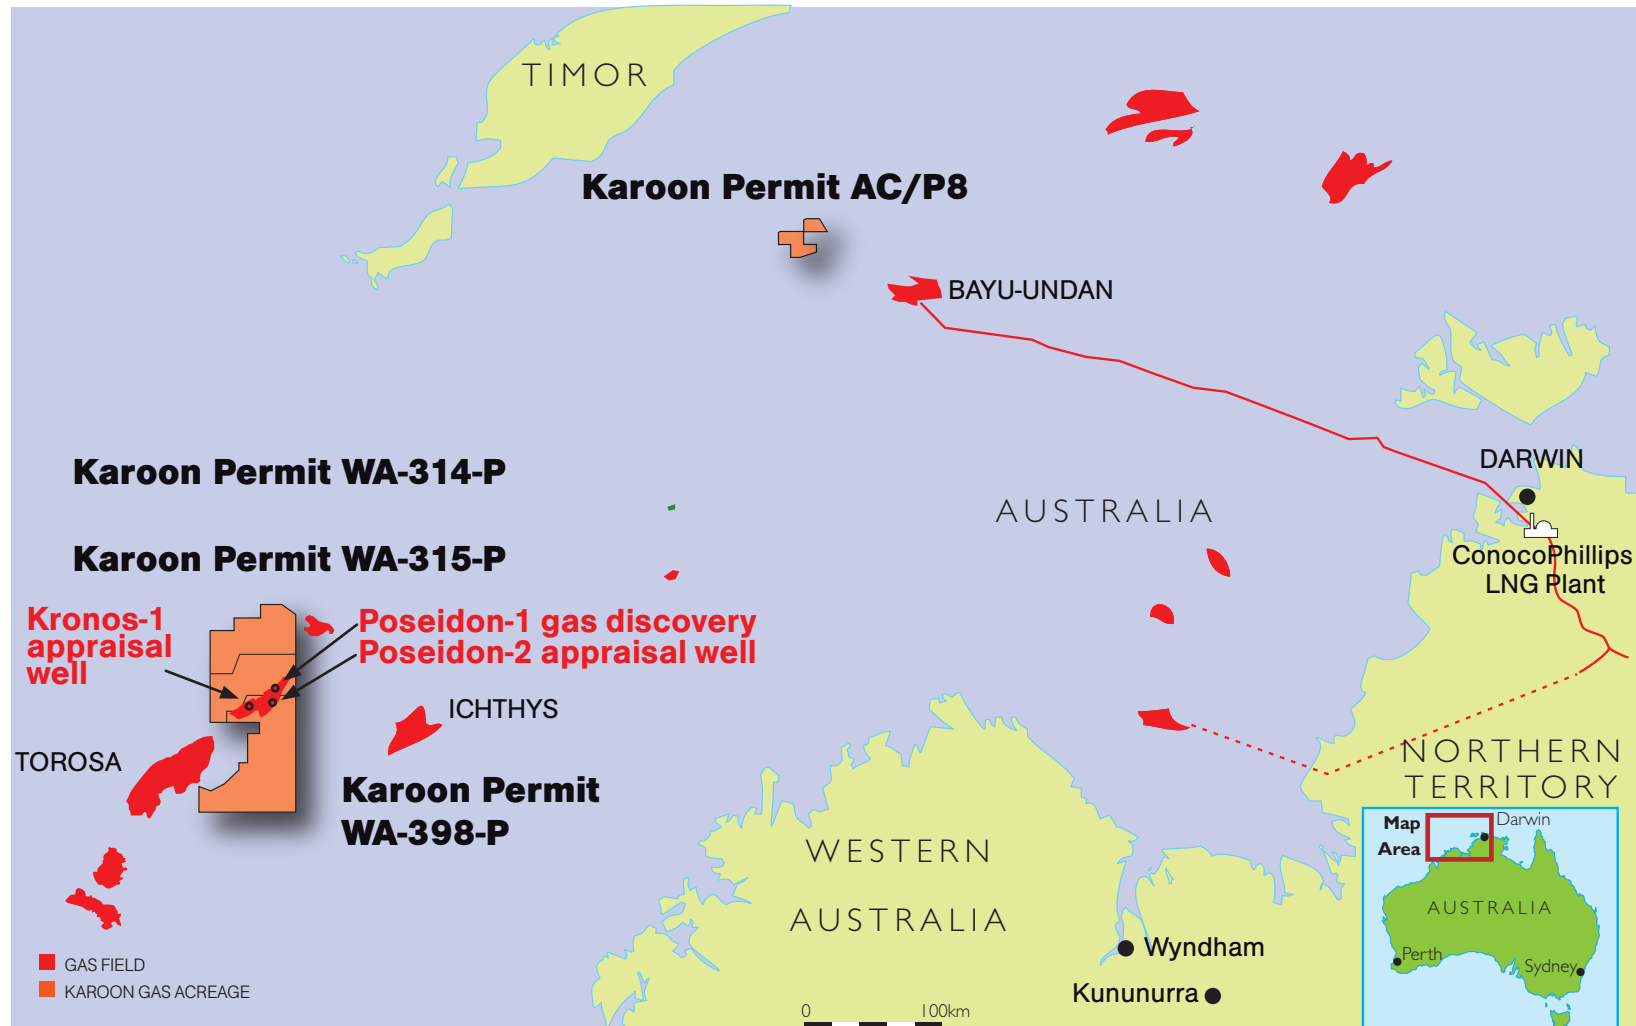 TIMOR
Karoon Permit AC/P8
BAYU-UNDAN
DARWIN
Karoon Permit WA-314-P
AUSTRALIA
ConocoPhillips
LNG Plant
Karoon Permit WA-315-P
Kronos-1
appraisal
well
Poseidon-1 gas discovery
Poseidon-2 appraisal well
ICHTHYS
TOROSA
Karoon Permit
WA-398-P
NORTHERN
TERRITORY
WESTERN
AUSTRALIA
Wyndham
Kununurra
GAS FIELD
KAROON GAS ACREAGE
0 100km
Map
Area
Darwin
AUSTRALIA
Perth
Sydney